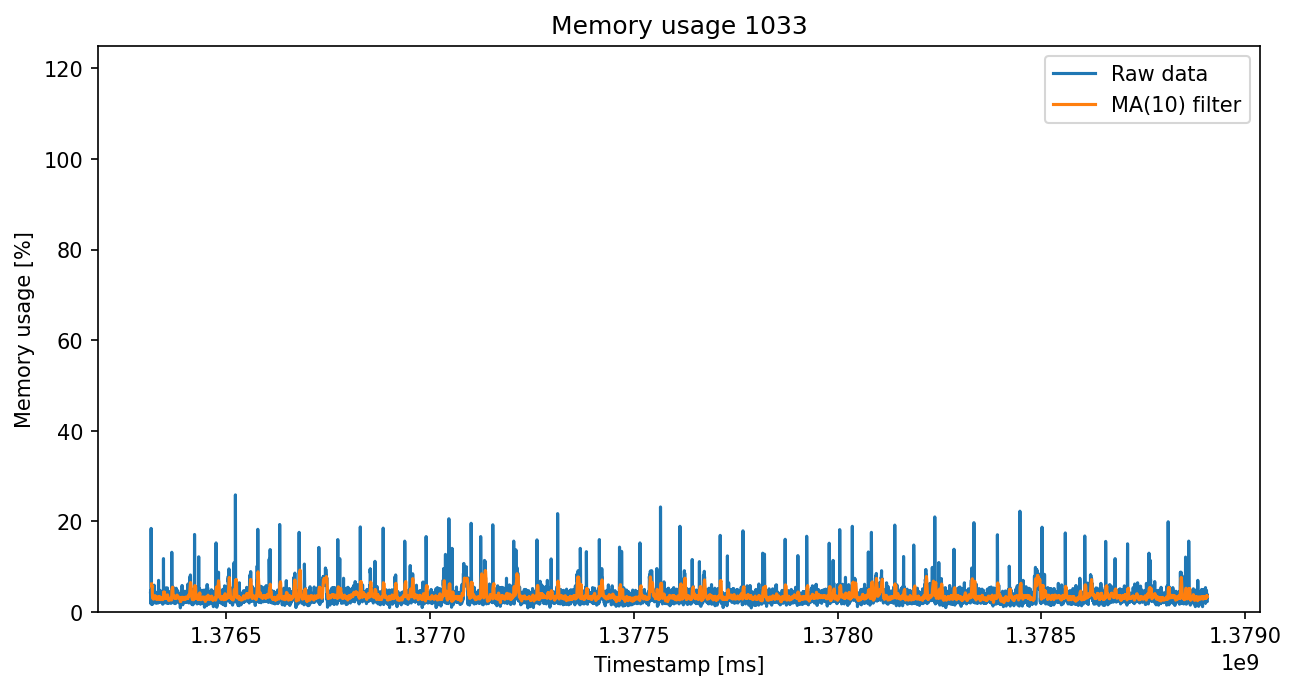 Memory usage 1033
Raw data
MA(10) filter
Memory usage [%]
120
100
80
60
40
20
0
1.3765 1.3770 1.3775 1.3780 1.3785 1.3790
Timestamp [ms]
1e9